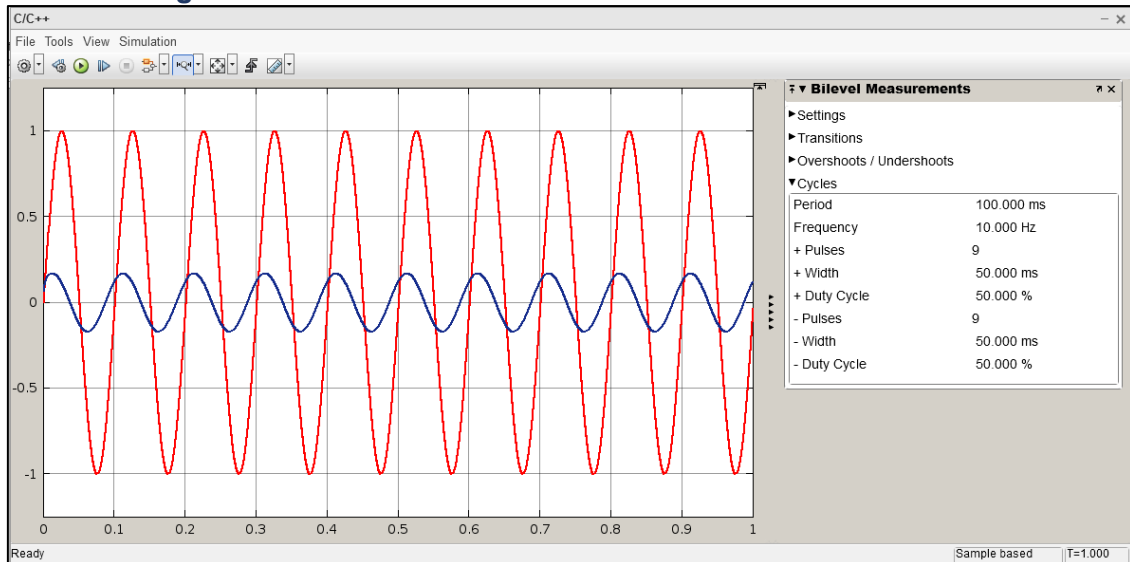 C/C++
File Tools View Simulation
1
0.5
0
-0.5
-1
0 0.1 0.2 0.3 0.4 0.5 0.6 0.7 0.8 0.9 1
Bilevel Measurements
Settings
Transitions
Overshoots / Undershoots
Cycles
Period 100.000 ms
Frequency 10.000 Hz
+ Pulses 9
+ Width 50.000 ms
+ Duty Cycle 50.000 %
- Pulses 9
- Width 50.000 ms
- Duty Cycle 50.000 %
Ready Sample based T=1.000